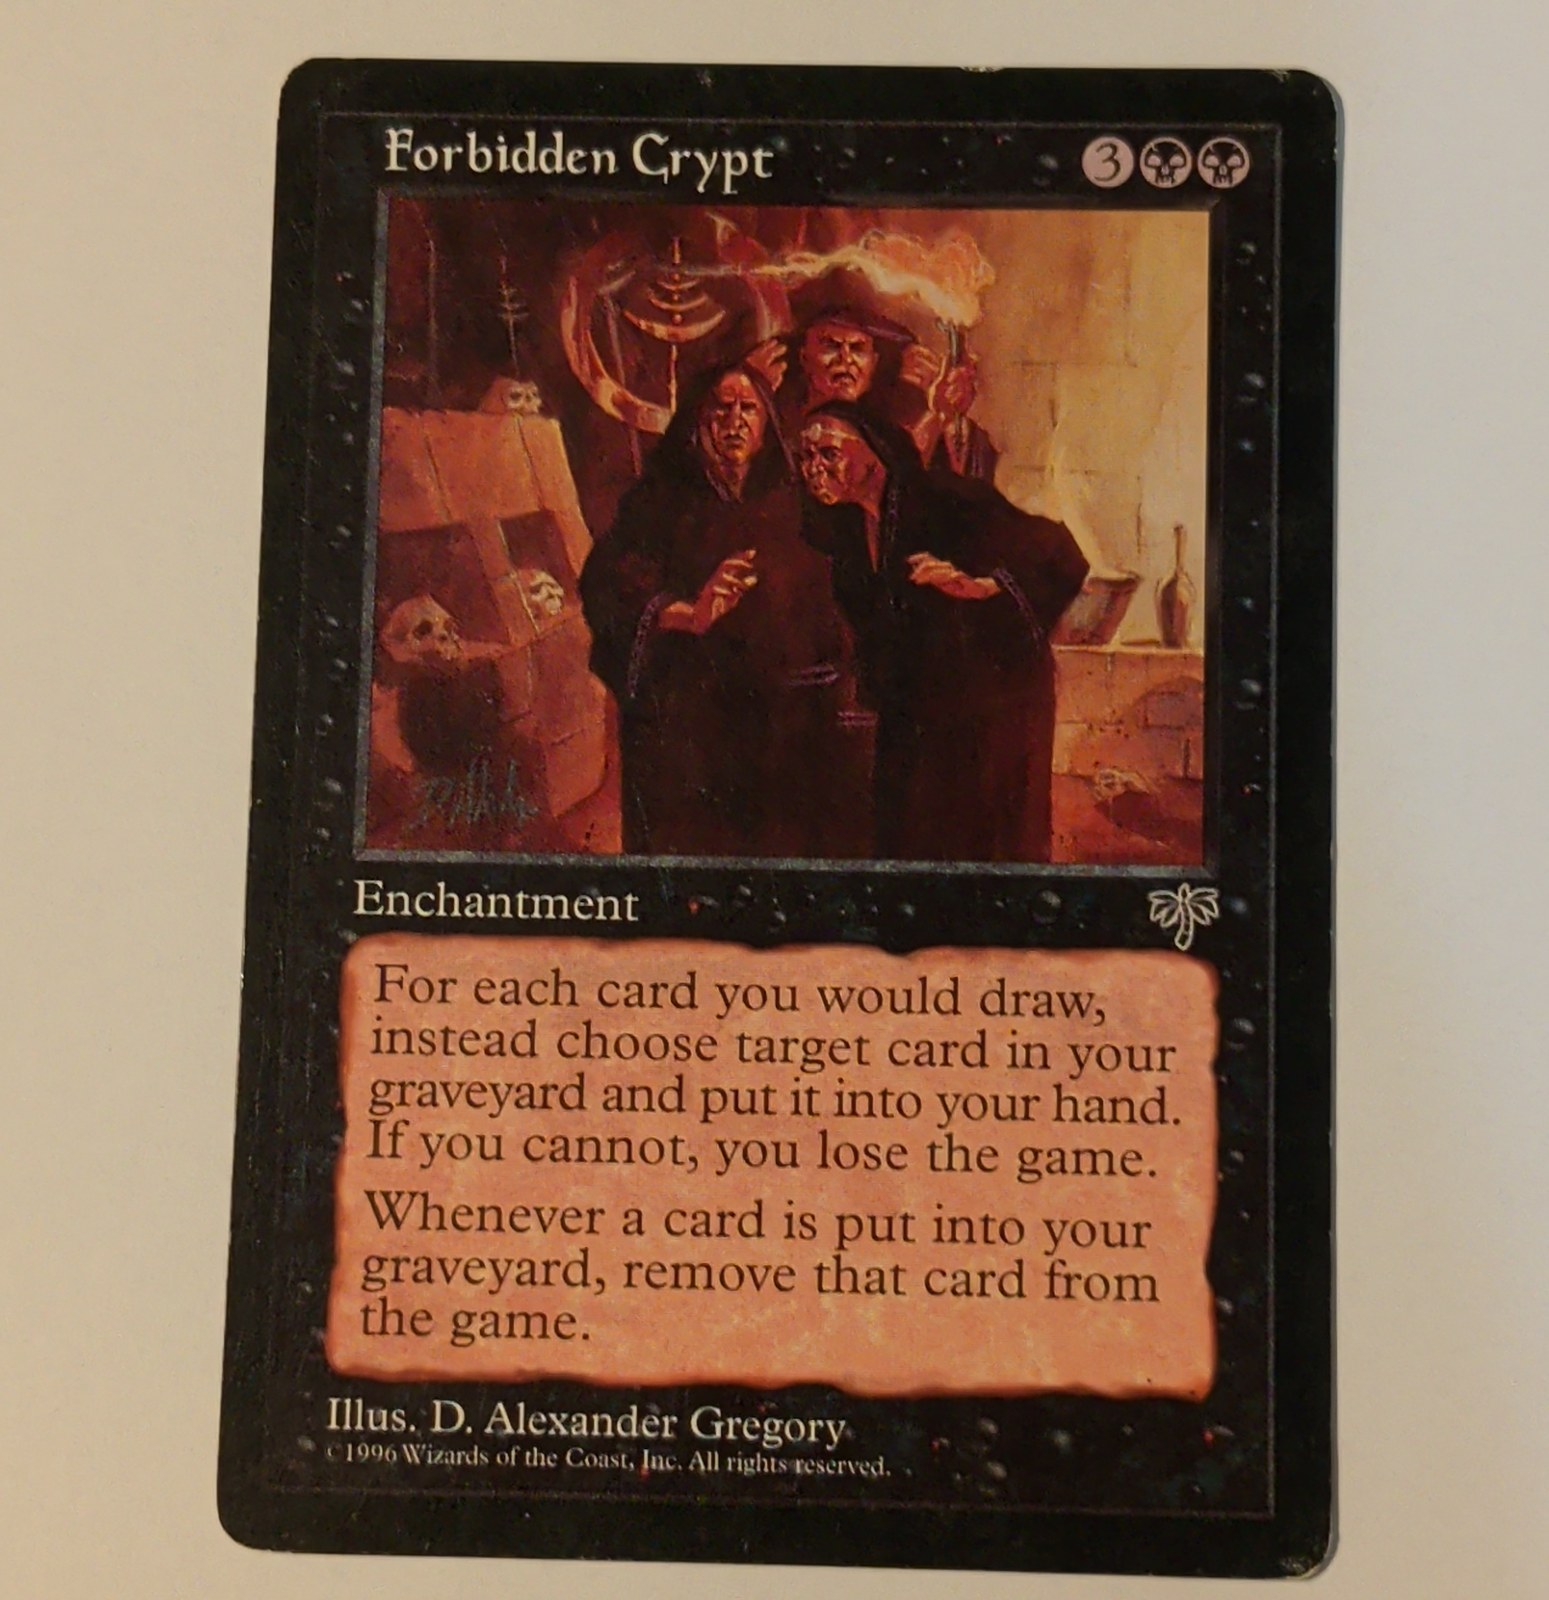 Forbidden Crypt 3
Enchantment
For each card you would draw,
instead choose target card in your
graveyard and put it into your hand.
If you cannot, you lose the game.
Whenever a card is put into your
graveyard, remove that card from
the game.
Illus. D. Alexander Gregory
©1996 Wizards of the Coast, Inc. All rights reserved.